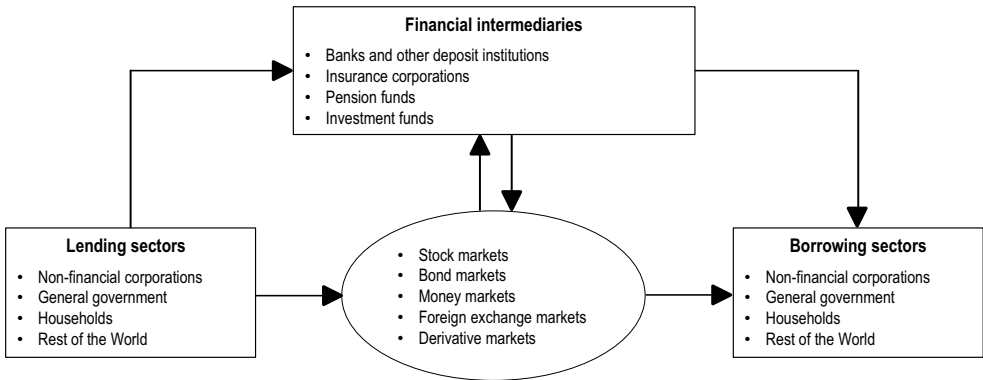 Financial intermediaries
• Banks and other deposit institutions
• Insurance corporations
• Pension funds
• Investment funds
Lending sectors
• Non-financial corporations
• General government
• Households
• Rest of the World
• Stock markets
• Bond markets
• Money markets
• Foreign exchange markets
• Derivative markets
Borrowing sectors
• Non-financial corporations
• General government
• Households
• Rest of the World